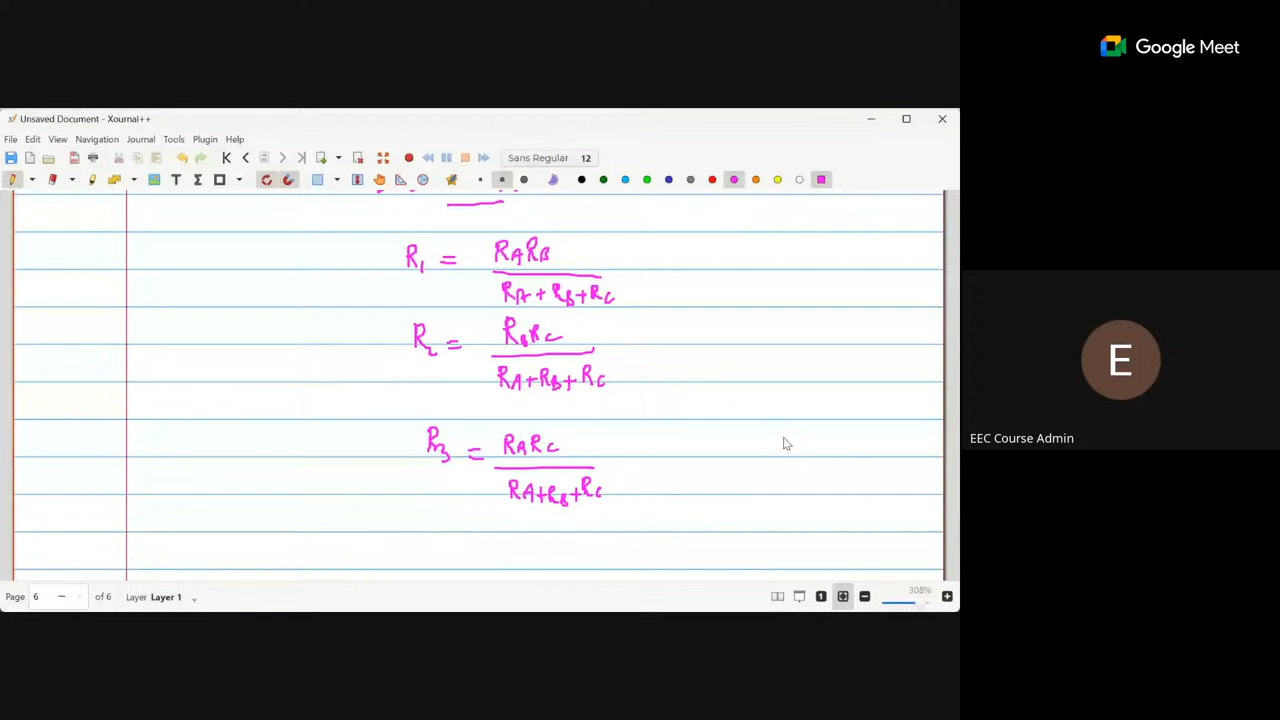 Google Meet
Unsaved Document - Xournal++
File Edit View Navigation Journal Tools Plugin Help
Sans Regular 12
R₁ = RARB
RA+RB+RC
R₂ = RBRC
RA+RB+RC
R₃ = RARC
RA+RB+RC
E
EEC Course Admin
Page 6 of 6 Layer Layer 1
1
308%